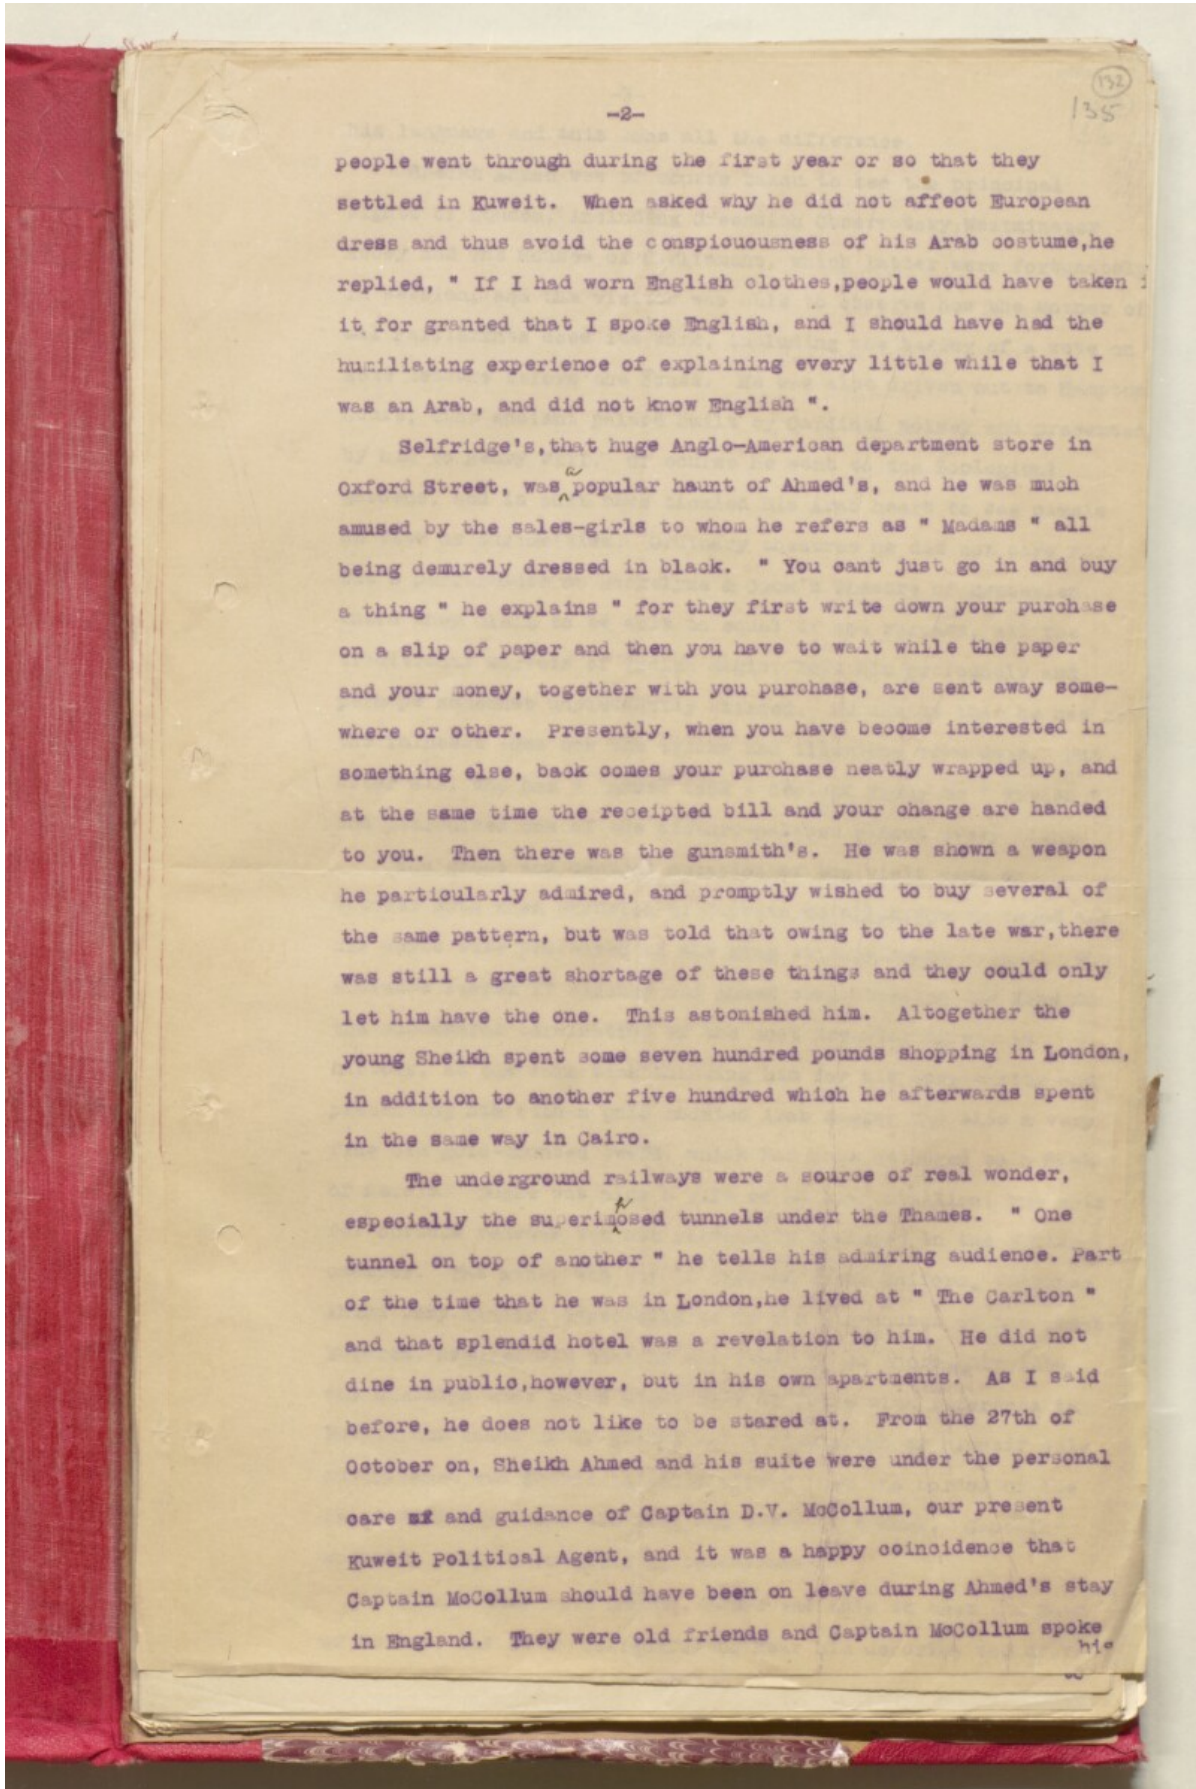 132
135
-2-
people went through during the first year or so that they
settled in Kuweit. When asked why he did not affect European
dress and thus avoid the conspicuousness of his Arab costume,he
replied, " If I had worn English clothes,people would have taken i
it for granted that I spoke English, and I should have had the
humiliating experience of explaining every little while that I
was an Arab, and did not know English ".
Selfridge's,that huge Anglo-American department store in
Oxford Street, was a popular haunt of Ahmed's, and he was much
amused by the sales-girls to whom he refers as " Madams " all
being demurely dressed in black. " You cant just go in and buy
a thing " he explains " for they first write down your purchase
on a slip of paper and then you have to wait while the paper
and your money, together with you purchase, are sent away some-
where or other. Presently, when you have become interested in
something else, back comes your purchase neatly wrapped up, and
at the same time the receipted bill and your change are handed
to you. Then there was the gunsmith's. He was shown a weapon
he particularly admired, and promptly wished to buy several of
the same pattern, but was told that owing to the late war,there
was still a great shortage of these things and they could only
let him have the one. This astonished him. Altogether the
young Sheikh spent some seven hundred pounds shopping in London,
in addition to another five hundred which he afterwards spent
in the same way in Cairo.
The underground railways were a source of real wonder,
especially the superimposed tunnels under the Thames. " One
tunnel on top of another " he tells his admiring audience. Part
of the time that he was in London,he lived at " The Carlton "
and that splendid hotel was a revelation to him. He did not
dine in public,however, but in his own apartments. As I said
before, he does not like to be stared at. From the 27th of
October on, Sheikh Ahmed and his suite were under the personal
care and guidance of Captain D.V. McCollum, our present
Kuweit Political Agent, and it was a happy coincidence that
Captain McCollum should have been on leave during Ahmed's stay
in England. They were old friends and Captain McCollum spoke
his